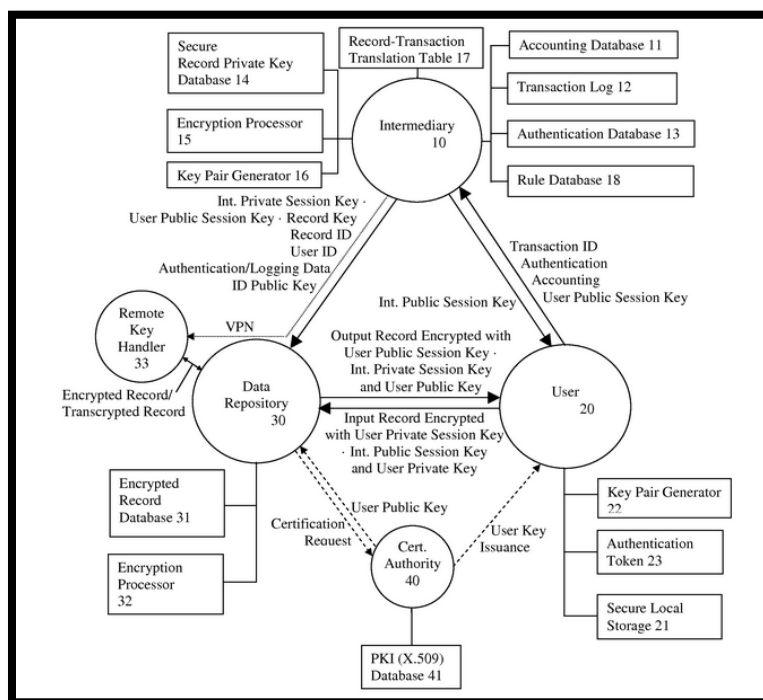 Secure
Record Private Key
Database 14
Record-Transaction
Translation Table 17
Accounting Database 11
Transaction Log 12
Encryption Processor
15
Intermediary
10
Authentication Database 13
Key Pair Generator 16
Rule Database 18
Int. Private Session Key ·
User Public Session Key · Record Key
Record ID
User ID
Authentication/Logging Data
ID Public Key
Transaction ID
Authentication
Accounting
User Public Session Key
Int. Public Session Key
Remote
Key
Handler
33
VPN
Output Record Encrypted with
User Public Session Key ·
Int. Private Session Key
and User Public Key
Encrypted Record/
Transcrypted Record
Data
Repository
30
User
20
Input Record Encrypted
with User Private Session Key
· Int. Public Session Key
and User Private Key
Encrypted
Record
Database 31
User Public Key
Certification
Request
User Key
Issuance
Key Pair Generator
22
Cert.
Authority
40
Authentication
Token 23
Encryption
Processor
32
Secure Local
Storage 21
PKI (X.509)
Database 41